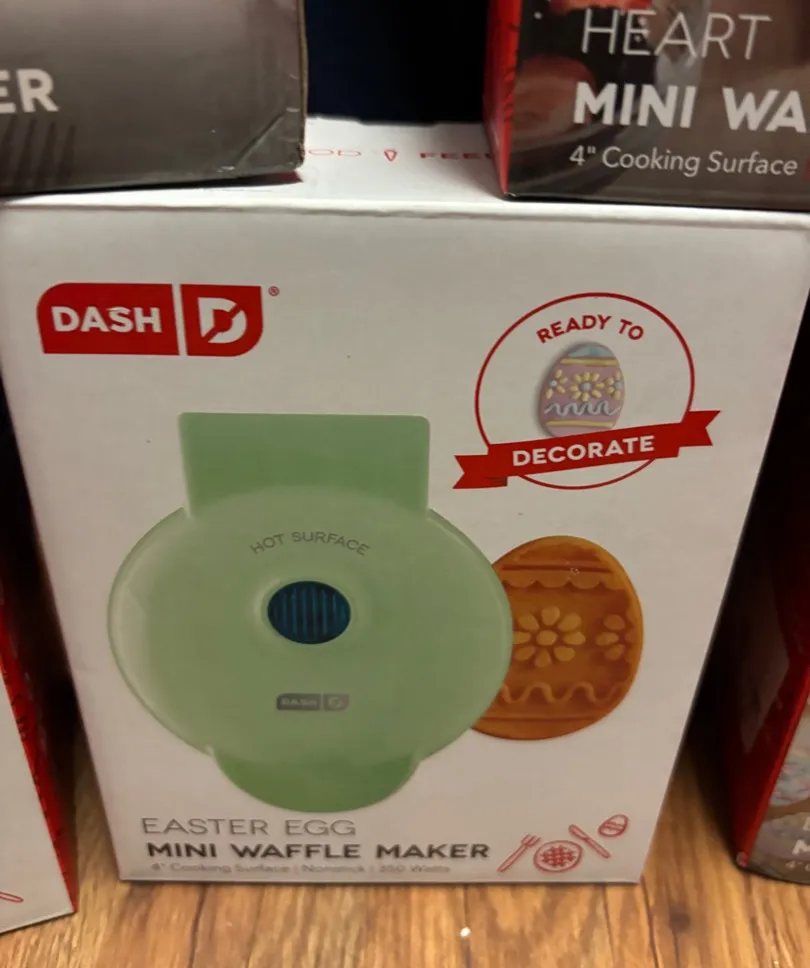 ER
HEART
MINI WA
4" Cooking Surface
DASH D®
READY TO
DECORATE
HOT SURFACE
DASH D
EASTER EGG
MINI WAFFLE MAKER
4" Cooking Surface | Nonstick | 350 Watts